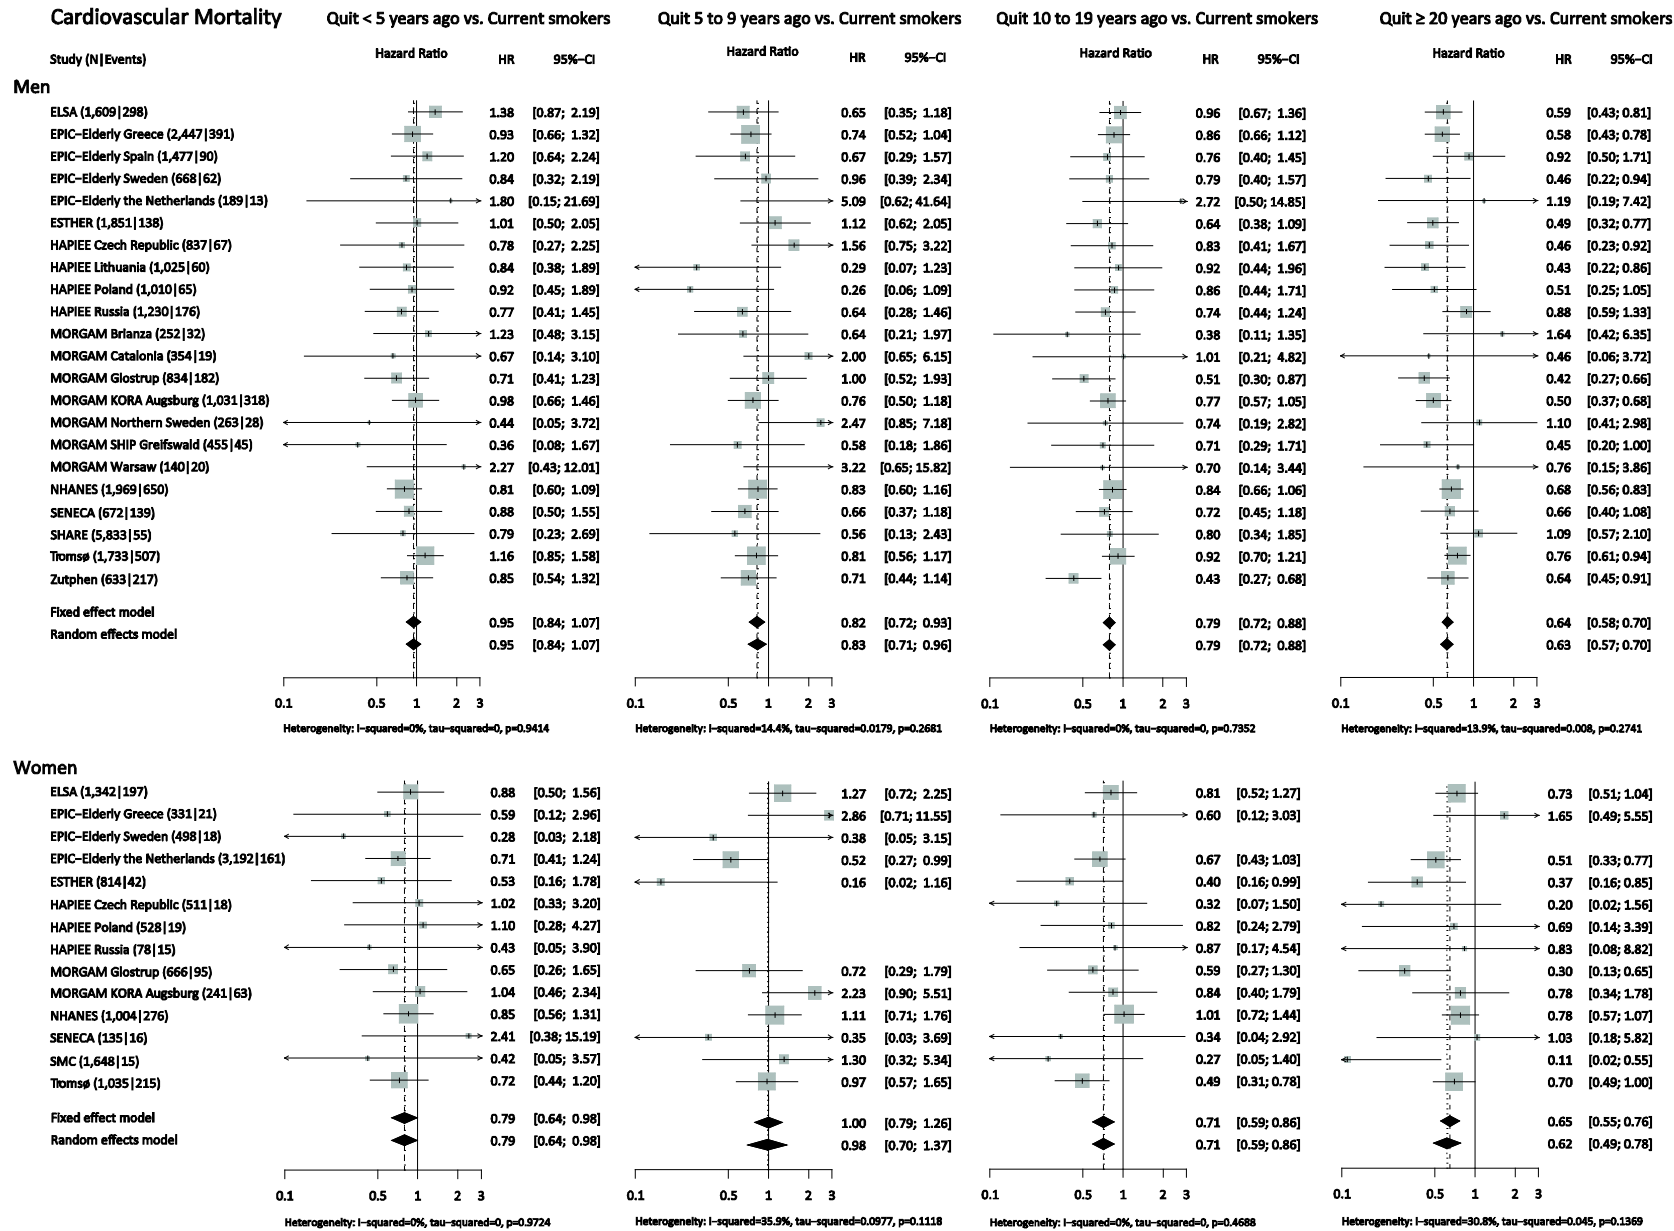 Cardiovascular Mortality Quit < 5 years ago vs. Current smokers Quit 5 to 9 years ago vs. Current smokers Quit 10 to 19 years ago vs. Current smokers Quit ≥ 20 years ago vs. Current smokers
Study (N|Events) Hazard Ratio HR 95%−CI Hazard Ratio HR 95%−CI Hazard Ratio HR 95%−CI Hazard Ratio HR 95%−CI
Men
ELSA (1,609|298) 1.38 [0.87; 2.19] 0.65 [0.35; 1.18] 0.96 [0.67; 1.36] 0.59 [0.43; 0.81]
EPIC−Elderly Greece (2,447|391) 0.93 [0.66; 1.32] 0.74 [0.52; 1.04] 0.86 [0.66; 1.12] 0.58 [0.43; 0.78]
EPIC−Elderly Spain (1,477|90) 1.20 [0.64; 2.24] 0.67 [0.29; 1.57] 0.76 [0.40; 1.45] 0.92 [0.50; 1.71]
EPIC−Elderly Sweden (668|62) 0.84 [0.32; 2.19] 0.96 [0.39; 2.34] 0.79 [0.40; 1.57] 0.46 [0.22; 0.94]
EPIC−Elderly the Netherlands (189|13) 1.80 [0.15; 21.69] 5.09 [0.62; 41.64] 2.72 [0.50; 14.85] 1.19 [0.19; 7.42]
ESTHER (1,851|138) 1.01 [0.50; 2.05] 1.12 [0.62; 2.05] 0.64 [0.38; 1.09] 0.49 [0.32; 0.77]
HAPIEE Czech Republic (837|67) 0.78 [0.27; 2.25] 1.56 [0.75; 3.22] 0.83 [0.41; 1.67] 0.46 [0.23; 0.92]
HAPIEE Lithuania (1,025|60) 0.84 [0.38; 1.89] 0.29 [0.07; 1.23] 0.92 [0.44; 1.96] 0.43 [0.22; 0.86]
HAPIEE Poland (1,010|65) 0.92 [0.45; 1.89] 0.26 [0.06; 1.09] 0.86 [0.44; 1.71] 0.51 [0.25; 1.05]
HAPIEE Russia (1,230|176) 0.77 [0.41; 1.45] 0.64 [0.28; 1.46] 0.74 [0.44; 1.24] 0.88 [0.59; 1.33]
MORGAM Brianza (252|32) 1.23 [0.48; 3.15] 0.64 [0.21; 1.97] 0.38 [0.11; 1.35] 1.64 [0.42; 6.35]
MORGAM Catalonia (354|19) 0.67 [0.14; 3.10] 2.00 [0.65; 6.15] 1.01 [0.21; 4.82] 0.46 [0.06; 3.72]
MORGAM Glostrup (834|182) 0.71 [0.41; 1.23] 1.00 [0.52; 1.93] 0.51 [0.30; 0.87] 0.42 [0.27; 0.66]
MORGAM KORA Augsburg (1,031|318) 0.98 [0.66; 1.46] 0.76 [0.50; 1.18] 0.77 [0.57; 1.05] 0.50 [0.37; 0.68]
MORGAM Northern Sweden (263|28) 0.44 [0.05; 3.72] 2.47 [0.85; 7.18] 0.74 [0.19; 2.82] 1.10 [0.41; 2.98]
MORGAM SHIP Greifswald (455|45) 0.36 [0.08; 1.67] 0.58 [0.18; 1.86] 0.71 [0.29; 1.71] 0.45 [0.20; 1.00]
MORGAM Warsaw (140|20) 2.27 [0.43; 12.01] 3.22 [0.65; 15.82] 0.70 [0.14; 3.44] 0.76 [0.15; 3.86]
NHANES (1,969|650) 0.81 [0.60; 1.09] 0.83 [0.60; 1.16] 0.84 [0.66; 1.06] 0.68 [0.56; 0.83]
SENECA (672|139) 0.88 [0.50; 1.55] 0.66 [0.37; 1.18] 0.72 [0.45; 1.18] 0.66 [0.40; 1.08]
SHARE (5,833|55) 0.79 [0.23; 2.69] 0.56 [0.13; 2.43] 0.80 [0.34; 1.85] 1.09 [0.57; 2.10]
Tromsø (1,733|507) 1.16 [0.85; 1.58] 0.81 [0.56; 1.17] 0.92 [0.70; 1.21] 0.76 [0.61; 0.94]
Zutphen (633|217) 0.85 [0.54; 1.32] 0.71 [0.44; 1.14] 0.43 [0.27; 0.68] 0.64 [0.45; 0.91]
Fixed effect model 0.95 [0.84; 1.07] 0.82 [0.72; 0.93] 0.79 [0.72; 0.88] 0.64 [0.58; 0.70]
Random effects model 0.95 [0.84; 1.07] 0.83 [0.71; 0.96] 0.79 [0.72; 0.88] 0.63 [0.57; 0.70]
0.1 0.5 1 2 3 0.1 0.5 1 2 3 0.1 0.5 1 2 3 0.1 0.5 1 2 3
Heterogeneity: I−squared=0%, tau−squared=0, p=0.9414 Heterogeneity: I−squared=14.4%, tau−squared=0.0179, p=0.2681 Heterogeneity: I−squared=0%, tau−squared=0, p=0.7352 Heterogeneity: I−squared=13.9%, tau−squared=0.008, p=0.2741
Women
ELSA (1,342|197) 0.88 [0.50; 1.56] 1.27 [0.72; 2.25] 0.81 [0.52; 1.27] 0.73 [0.51; 1.04]
EPIC−Elderly Greece (331|21) 0.59 [0.12; 2.96] 2.86 [0.71; 11.55] 0.60 [0.12; 3.03] 1.65 [0.49; 5.55]
EPIC−Elderly Sweden (498|18) 0.28 [0.03; 2.18] 0.38 [0.05; 3.15]
EPIC−Elderly the Netherlands (3,192|161) 0.71 [0.41; 1.24] 0.52 [0.27; 0.99] 0.67 [0.43; 1.03] 0.51 [0.33; 0.77]
ESTHER (814|42) 0.53 [0.16; 1.78] 0.16 [0.02; 1.16] 0.40 [0.16; 0.99] 0.37 [0.16; 0.85]
HAPIEE Czech Republic (511|18) 1.02 [0.33; 3.20] 0.32 [0.07; 1.50] 0.20 [0.02; 1.56]
HAPIEE Poland (528|19) 1.10 [0.28; 4.27] 0.82 [0.24; 2.79] 0.69 [0.14; 3.39]
HAPIEE Russia (78|15) 0.43 [0.05; 3.90] 0.87 [0.17; 4.54] 0.83 [0.08; 8.82]
MORGAM Glostrup (666|95) 0.65 [0.26; 1.65] 0.72 [0.29; 1.79] 0.59 [0.27; 1.30] 0.30 [0.13; 0.65]
MORGAM KORA Augsburg (241|63) 1.04 [0.46; 2.34] 2.23 [0.90; 5.51] 0.84 [0.40; 1.79] 0.78 [0.34; 1.78]
NHANES (1,004|276) 0.85 [0.56; 1.31] 1.11 [0.71; 1.76] 1.01 [0.72; 1.44] 0.78 [0.57; 1.07]
SENECA (135|16) 2.41 [0.38; 15.19] 0.35 [0.03; 3.69] 0.34 [0.04; 2.92] 1.03 [0.18; 5.82]
SMC (1,648|15) 0.42 [0.05; 3.57] 1.30 [0.32; 5.34] 0.27 [0.05; 1.40] 0.11 [0.02; 0.55]
Tromsø (1,035|215) 0.72 [0.44; 1.20] 0.97 [0.57; 1.65] 0.49 [0.31; 0.78] 0.70 [0.49; 1.00]
Fixed effect model 0.79 [0.64; 0.98] 1.00 [0.79; 1.26] 0.71 [0.59; 0.86] 0.65 [0.55; 0.76]
Random effects model 0.79 [0.64; 0.98] 0.98 [0.70; 1.37] 0.71 [0.59; 0.86] 0.62 [0.49; 0.78]
0.1 0.5 1 2 3 0.1 0.5 1 2 3 0.1 0.5 1 2 3 0.1 0.5 1 2 3
Heterogeneity: I−squared=0%, tau−squared=0, p=0.9724 Heterogeneity: I−squared=35.9%, tau−squared=0.0977, p=0.1118 Heterogeneity: I−squared=0%, tau−squared=0, p=0.4688 Heterogeneity: I−squared=30.8%, tau−squared=0.045, p=0.1369